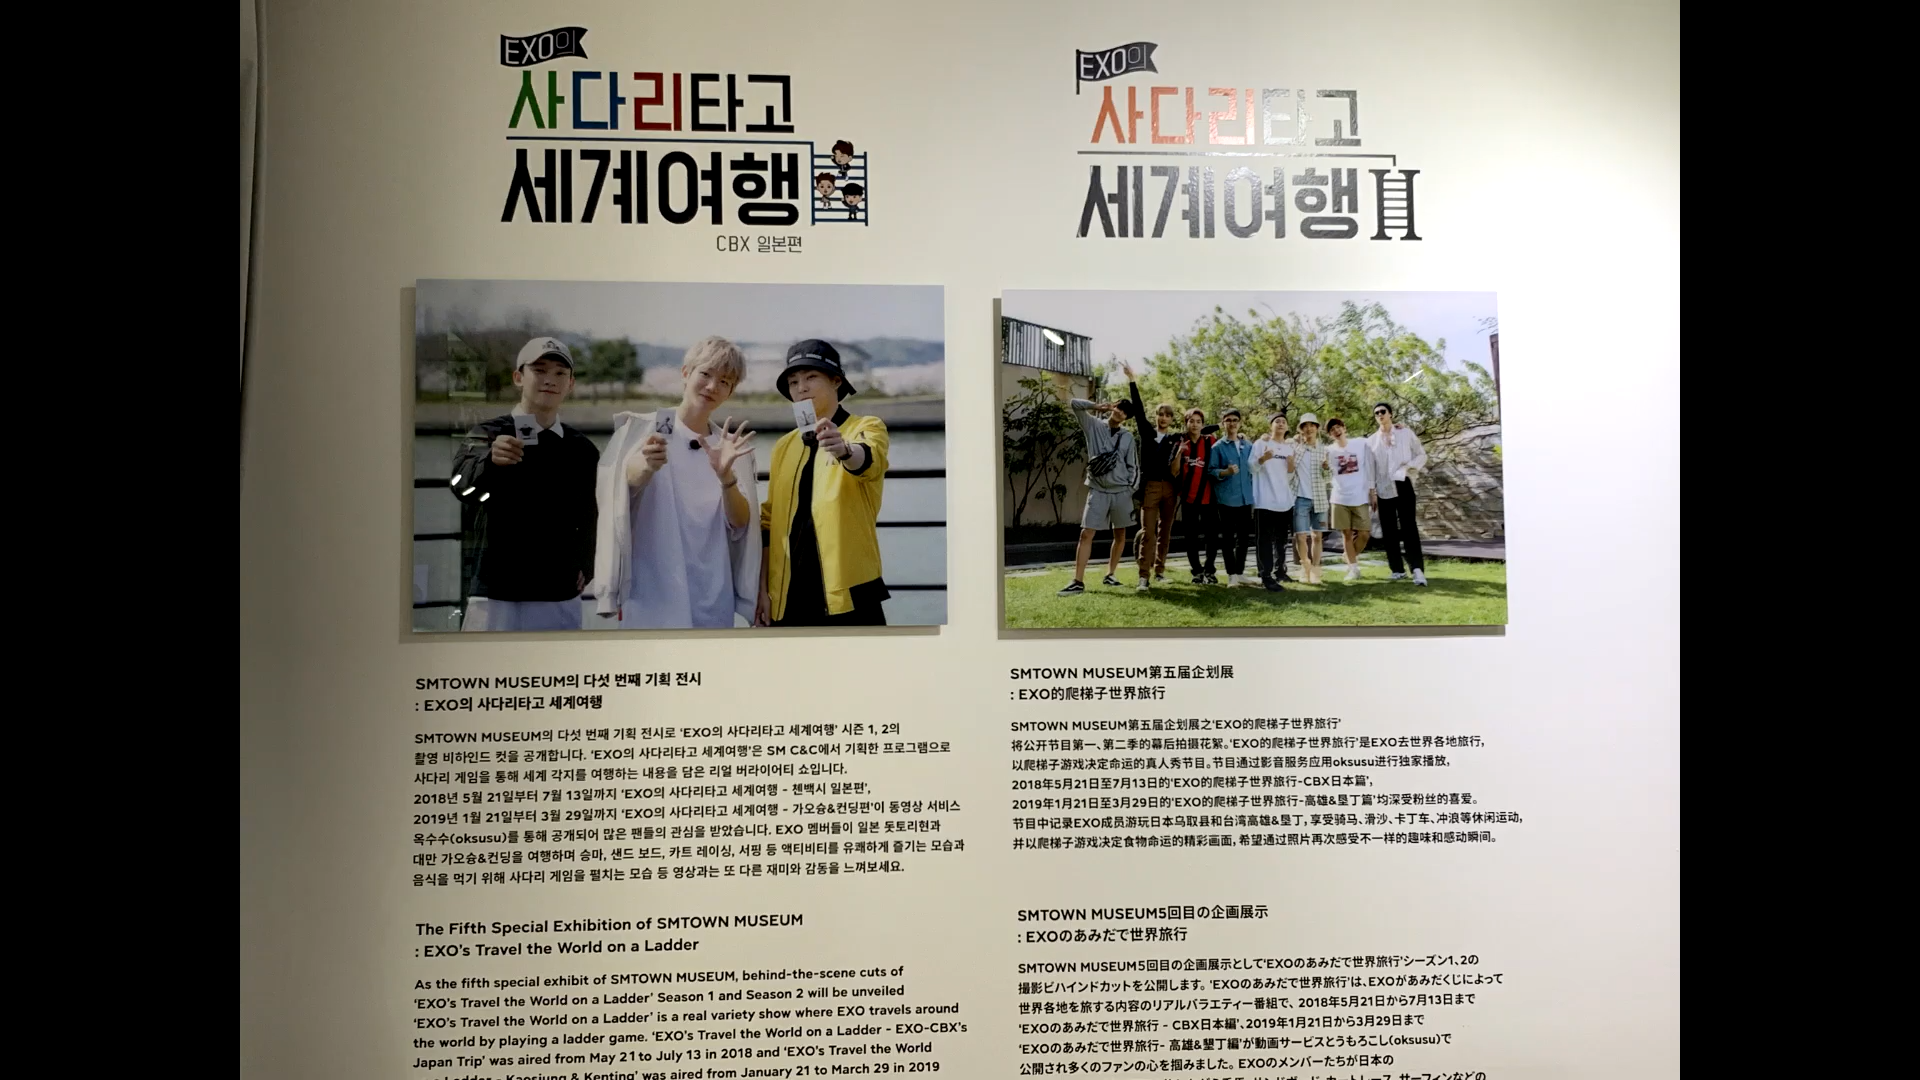 EXO의
사다리타고
세계여행
CBX 일본편
EXO의
사다리타고
세계여행 II
SMTOWN MUSEUM의 다섯 번째 기획 전시
: EXO의 사다리타고 세계여행
SMTOWN MUSEUM의 다섯 번째 기획 전시로 ‘EXO의 사다리타고 세계여행’ 시즌 1, 2의
촬영 비하인드 컷을 공개합니다. ‘EXO의 사다리타고 세계여행’은 SM C&C에서 기획한 프로그램으로
사다리 게임을 통해 세계 각지를 여행하는 내용을 담은 리얼 버라이어티 쇼입니다.
2018년 5월 21일부터 7월 13일까지 ‘EXO의 사다리타고 세계여행 - 첸백시 일본편’,
2019년 1월 21일부터 3월 29일까지 ‘EXO의 사다리타고 세계여행 - 가오슝&컨딩편’이 동영상 서비스
옥수수(oksusu)를 통해 공개되어 많은 팬들의 관심을 받았습니다. EXO 멤버들이 일본 돗토리현과
대만 가오슝&컨딩을 여행하며 승마, 샌드 보드, 카트 레이싱, 서핑 등 액티비티를 유쾌하게 즐기는 모습과
음식을 먹기 위해 사다리 게임을 펼치는 모습 등 영상과는 또 다른 재미와 감동을 느껴보세요.
The Fifth Special Exhibition of SMTOWN MUSEUM
: EXO’s Travel the World on a Ladder
As the fifth special exhibit of SMTOWN MUSEUM, behind-the-scene cuts of
‘EXO’s Travel the World on a Ladder’ Season 1 and Season 2 will be unveiled
‘EXO’s Travel the World on a Ladder’ is a real variety show where EXO travels around
the world by playing a ladder game. ‘EXO’s Travel the World on a Ladder - EXO-CBX’s
Japan Trip’ was aired from May 21 to July 13 in 2018 and ‘EXO’s Travel the World
on a Ladder - Kaosiung & Kenting’ was aired from January 21 to March 29 in 2019
SMTOWN MUSEUM第五届企划展
: EXO的爬梯子世界旅行
SMTOWN MUSEUM第五届企划展之‘EXO的爬梯子世界旅行’
将公开节目第一、第二季的幕后拍摄花絮。‘EXO的爬梯子世界旅行’是EXO去世界各地旅行，
以爬梯子游戏决定命运的真人秀节目。节目通过影音服务应用oksusu进行独家播放，
2018年5月21日至7月13日的‘EXO的爬梯子世界旅行-CBX日本篇’，
2019年1月21日至3月29日的‘EXO的爬梯子世界旅行-高雄&垦丁篇’均深受粉丝的喜爱。
节目中记录EXO成员游玩日本鸟取县和台湾高雄&垦丁，享受骑马、滑沙、卡丁车、冲浪等休闲运动，
并以爬梯子游戏决定食物命运的精彩画面，希望通过照片再次感受不一样的趣味和感动瞬间。
SMTOWN MUSEUM5回目の企画展示
: EXOのあみだで世界旅行
SMTOWN MUSEUM5回目の企画展示として‘EXOのあみだで世界旅行’シーズン1、2の
撮影ビハインドカットを公開します。‘EXOのあみだで世界旅行’は、EXOがあみだくじによって
世界各地を旅する内容のリアルバラエティー番組で、2018年5月21日から7月13日まで
‘EXOのあみだで世界旅行 - CBX日本編’、2019年1月21日から3月29日まで
‘EXOのあみだで世界旅行- 高雄&墾丁編’が動画サービスとうもろこし(oksusu)で
公開され多くのファンの心を掴みました。EXOのメンバーたちが日本の